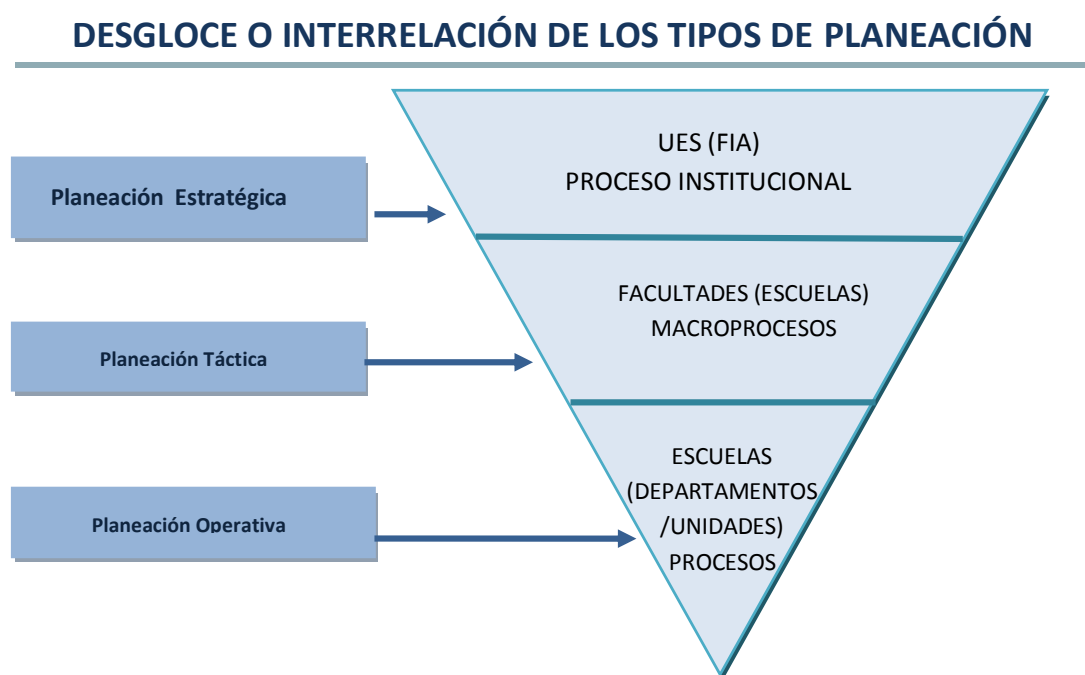 DESGLOCE O INTERRELACIÓN DE LOS TIPOS DE PLANEACIÓN
UES (FIA)
PROCESO INSTITUCIONAL
Planeación Estratégica
FACULTADES (ESCUELAS)
MACROPROCESOS
Planeación Táctica
ESCUELAS
(DEPARTAMENTOS
/UNIDADES)
PROCESOS
Planeación Operativa